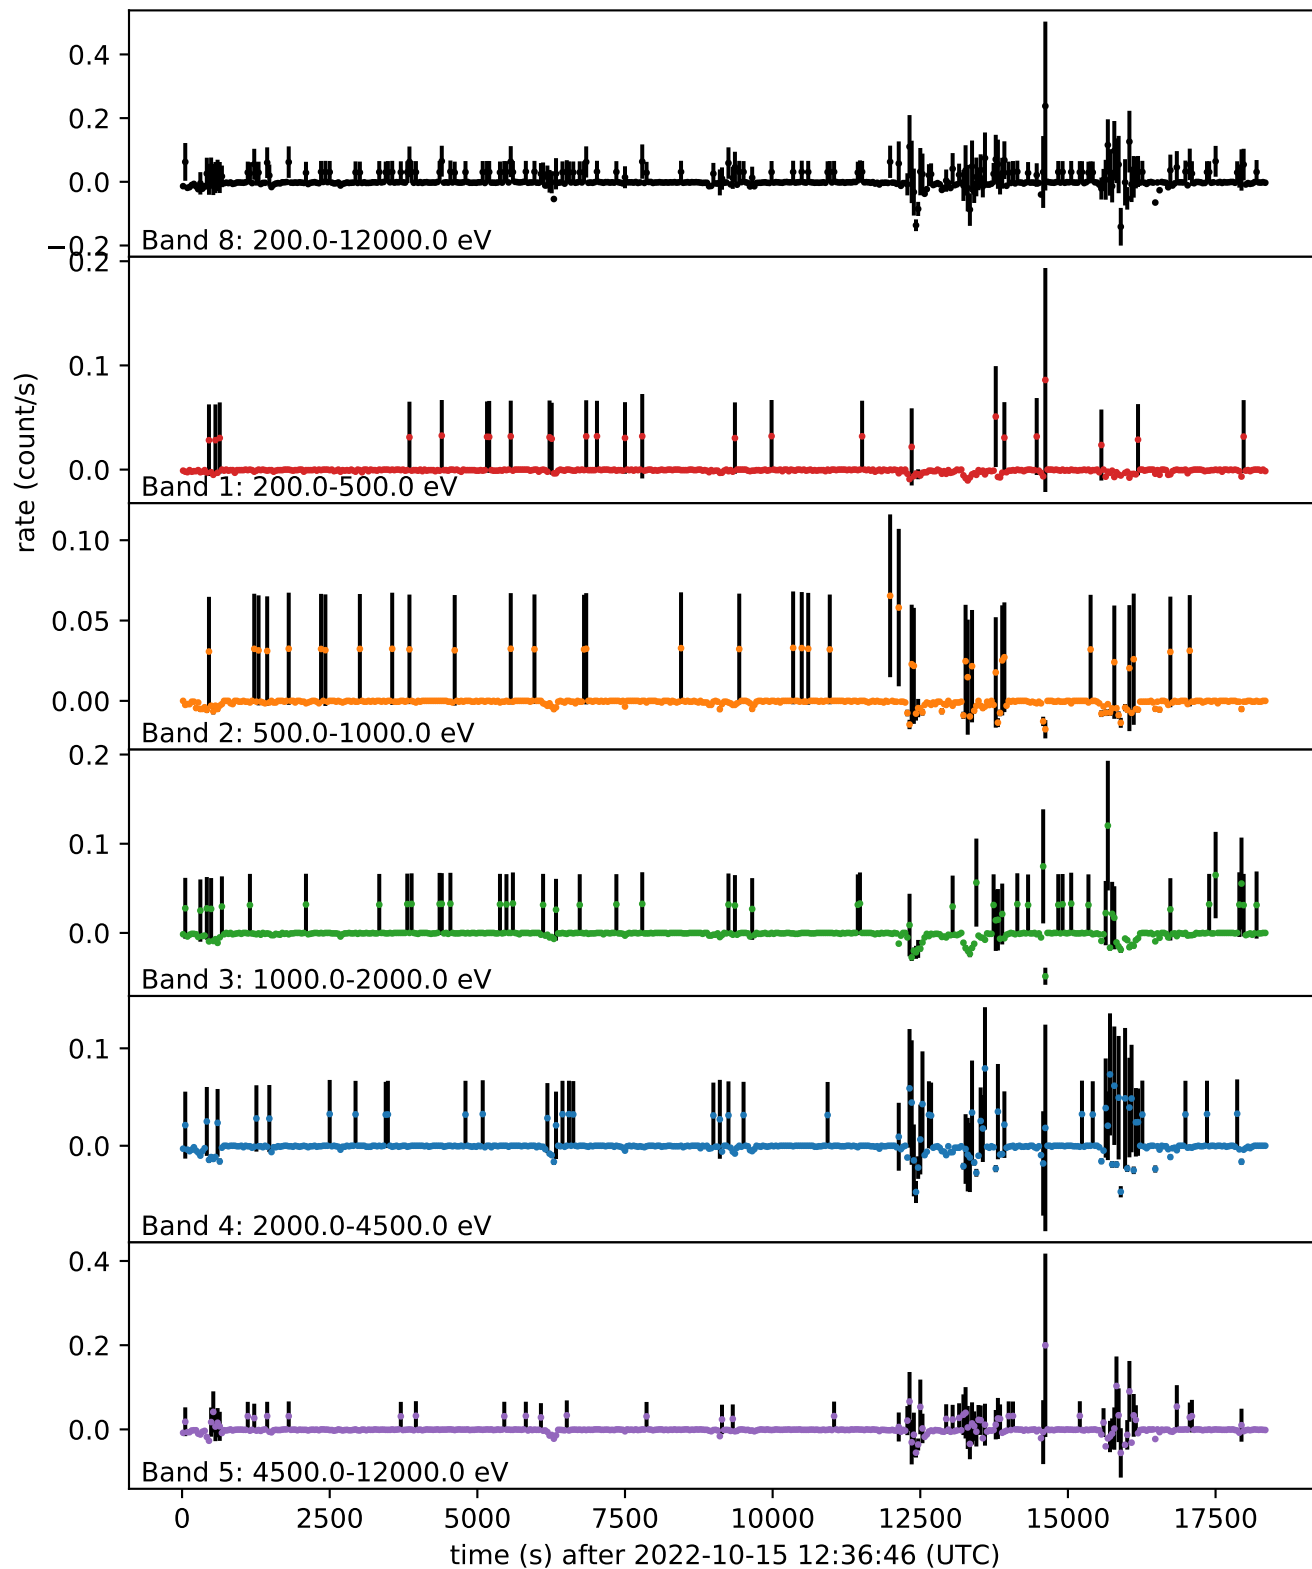 0.4
0.2
0.0
−0.2
Band 8: 200.0-12000.0 eV
0.2
0.1
0.0
Band 1: 200.0-500.0 eV
rate (count/s)
0.10
0.05
0.00
Band 2: 500.0-1000.0 eV
0.2
0.1
0.0
Band 3: 1000.0-2000.0 eV
0.1
0.0
Band 4: 2000.0-4500.0 eV
0.4
0.2
0.0
Band 5: 4500.0-12000.0 eV
0 2500 5000 7500 10000 12500 15000 17500
time (s) after 2022-10-15 12:36:46 (UTC)